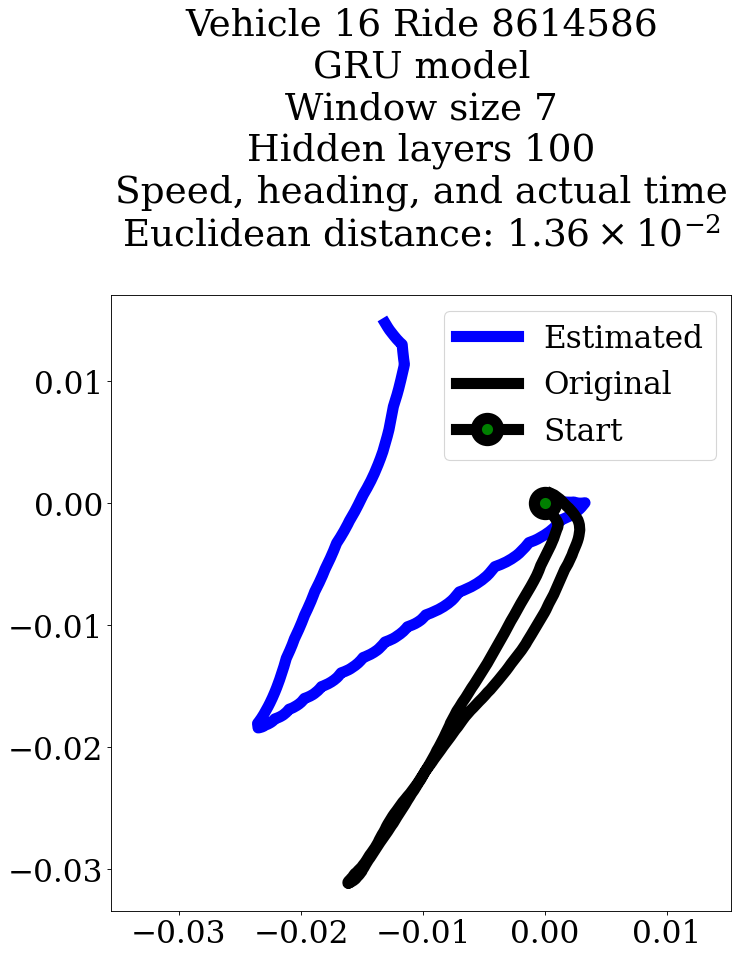 Vehicle 16 Ride 8614586
GRU model
Window size 7
Hidden layers 100
Speed, heading, and actual time
Euclidean distance: 1.36 × 10⁻²
Estimated
Original
Start
0.01
0.00
−0.01
−0.02
−0.03
−0.03 −0.02 −0.01 0.00 0.01